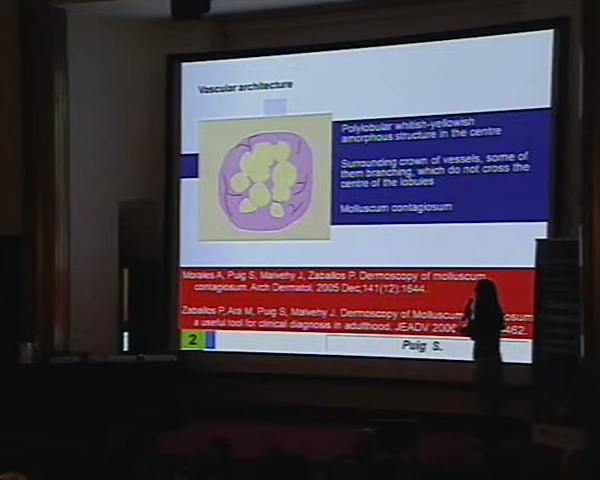 Vascular architecture
Polylobular whitish-yellowish
amorphous structure in the centre
Surrounding crown of vessels, some of
them branching, which do not cross the
centre of the lobules
Molluscum contagiosum
Morales A, Puig S, Malvehy J, Zaballos P. Dermoscopy of molluscum
contagiosum. Arch Dermatol. 2005 Dec;141(12):1644.
Zaballos P, Ara M, Puig S, Malvehy J. Dermoscopy of Mollus
a useful tool for clinical diagnosis in adulthood. JEADV 200 462.
2
Puig S.